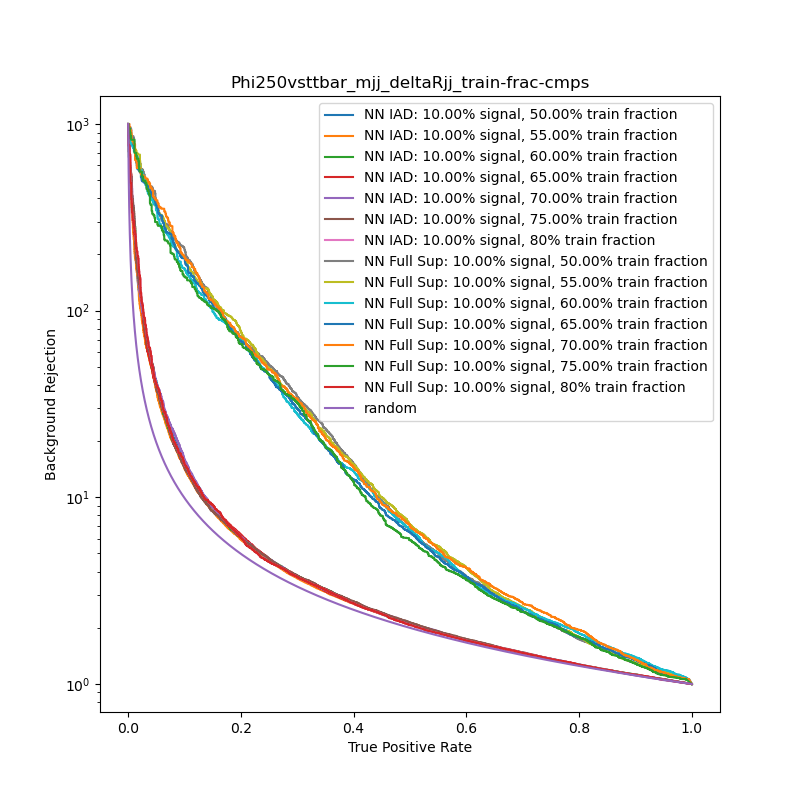 Phi250vsttbar_mjj_deltaRjj_train-frac-cmps
NN IAD: 10.00% signal, 50.00% train fraction
NN IAD: 10.00% signal, 55.00% train fraction
NN IAD: 10.00% signal, 60.00% train fraction
NN IAD: 10.00% signal, 65.00% train fraction
NN IAD: 10.00% signal, 70.00% train fraction
NN IAD: 10.00% signal, 75.00% train fraction
NN IAD: 10.00% signal, 80% train fraction
NN Full Sup: 10.00% signal, 50.00% train fraction
NN Full Sup: 10.00% signal, 55.00% train fraction
NN Full Sup: 10.00% signal, 60.00% train fraction
NN Full Sup: 10.00% signal, 65.00% train fraction
NN Full Sup: 10.00% signal, 70.00% train fraction
NN Full Sup: 10.00% signal, 75.00% train fraction
NN Full Sup: 10.00% signal, 80% train fraction
random
Background Rejection
10³
10²
10¹
10⁰
0.0 0.2 0.4 0.6 0.8 1.0
True Positive Rate